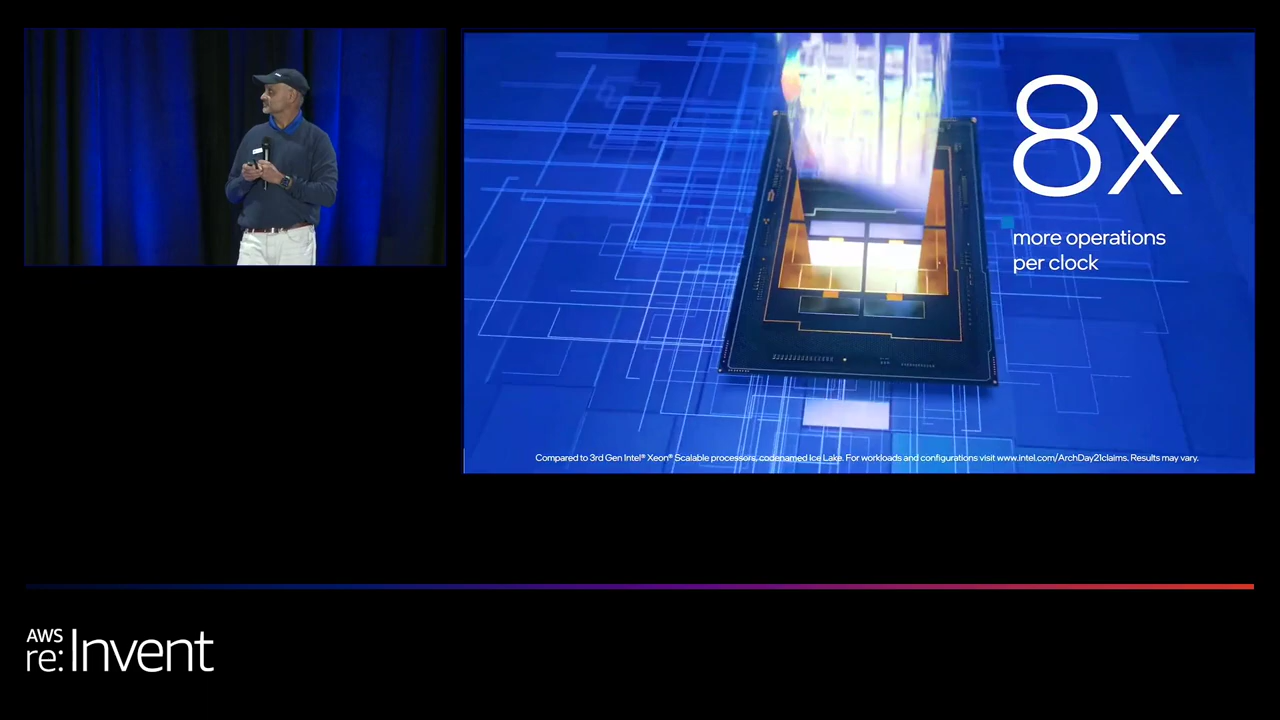 8x
more operations
per clock
Compared to 3rd Gen Intel® Xeon® Scalable processors, codenamed Ice Lake. For workloads and configurations visit www.intel.com/ArchDay21claims. Results may vary.
AWS
re:Invent